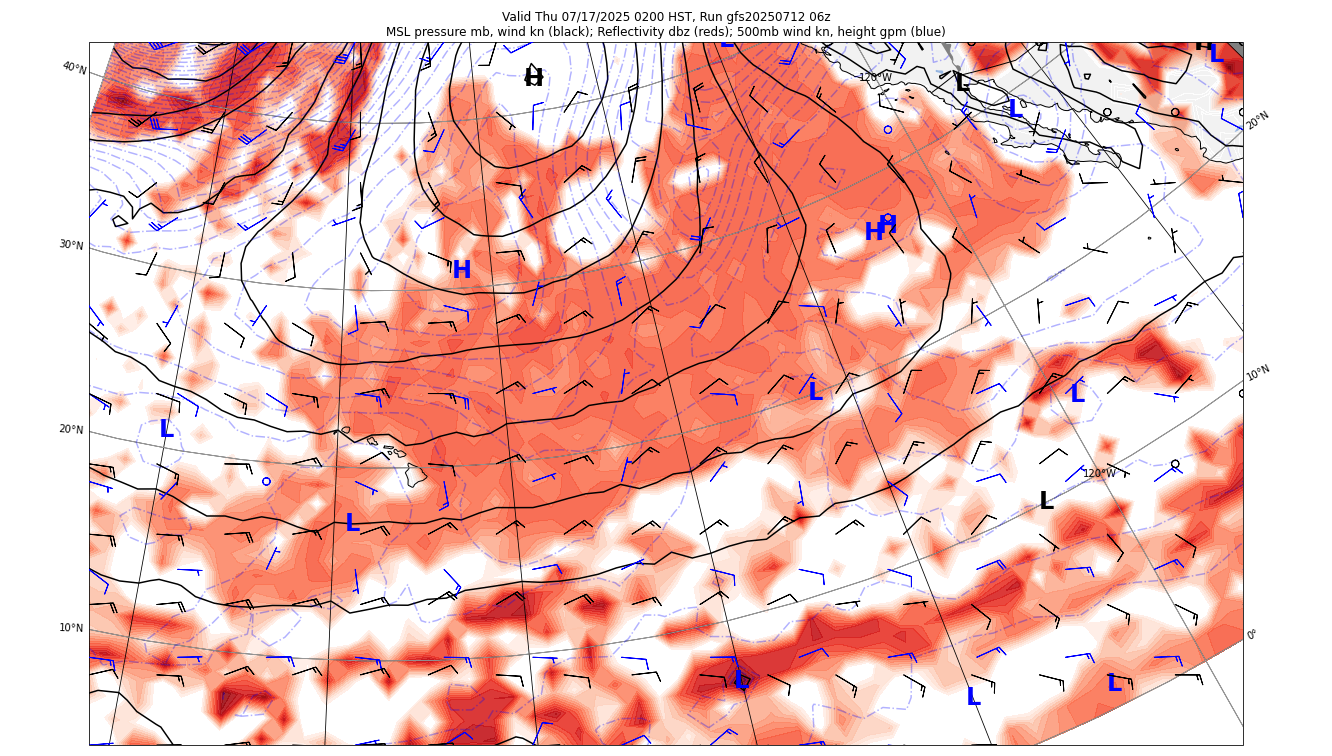 Valid Thu 07/17/2025 0200 HST, Run gfs20250712 06z
MSL pressure mb, wind kn (black); Reflectivity dbz (reds); 500mb wind kn, height gpm (blue)
L
H
L
40°N
H
120°W
L
L
20°N
H
H
30°N
H
10°N
L
L
20°N
L
120°W
L
L
10°N
0°
L
L
L